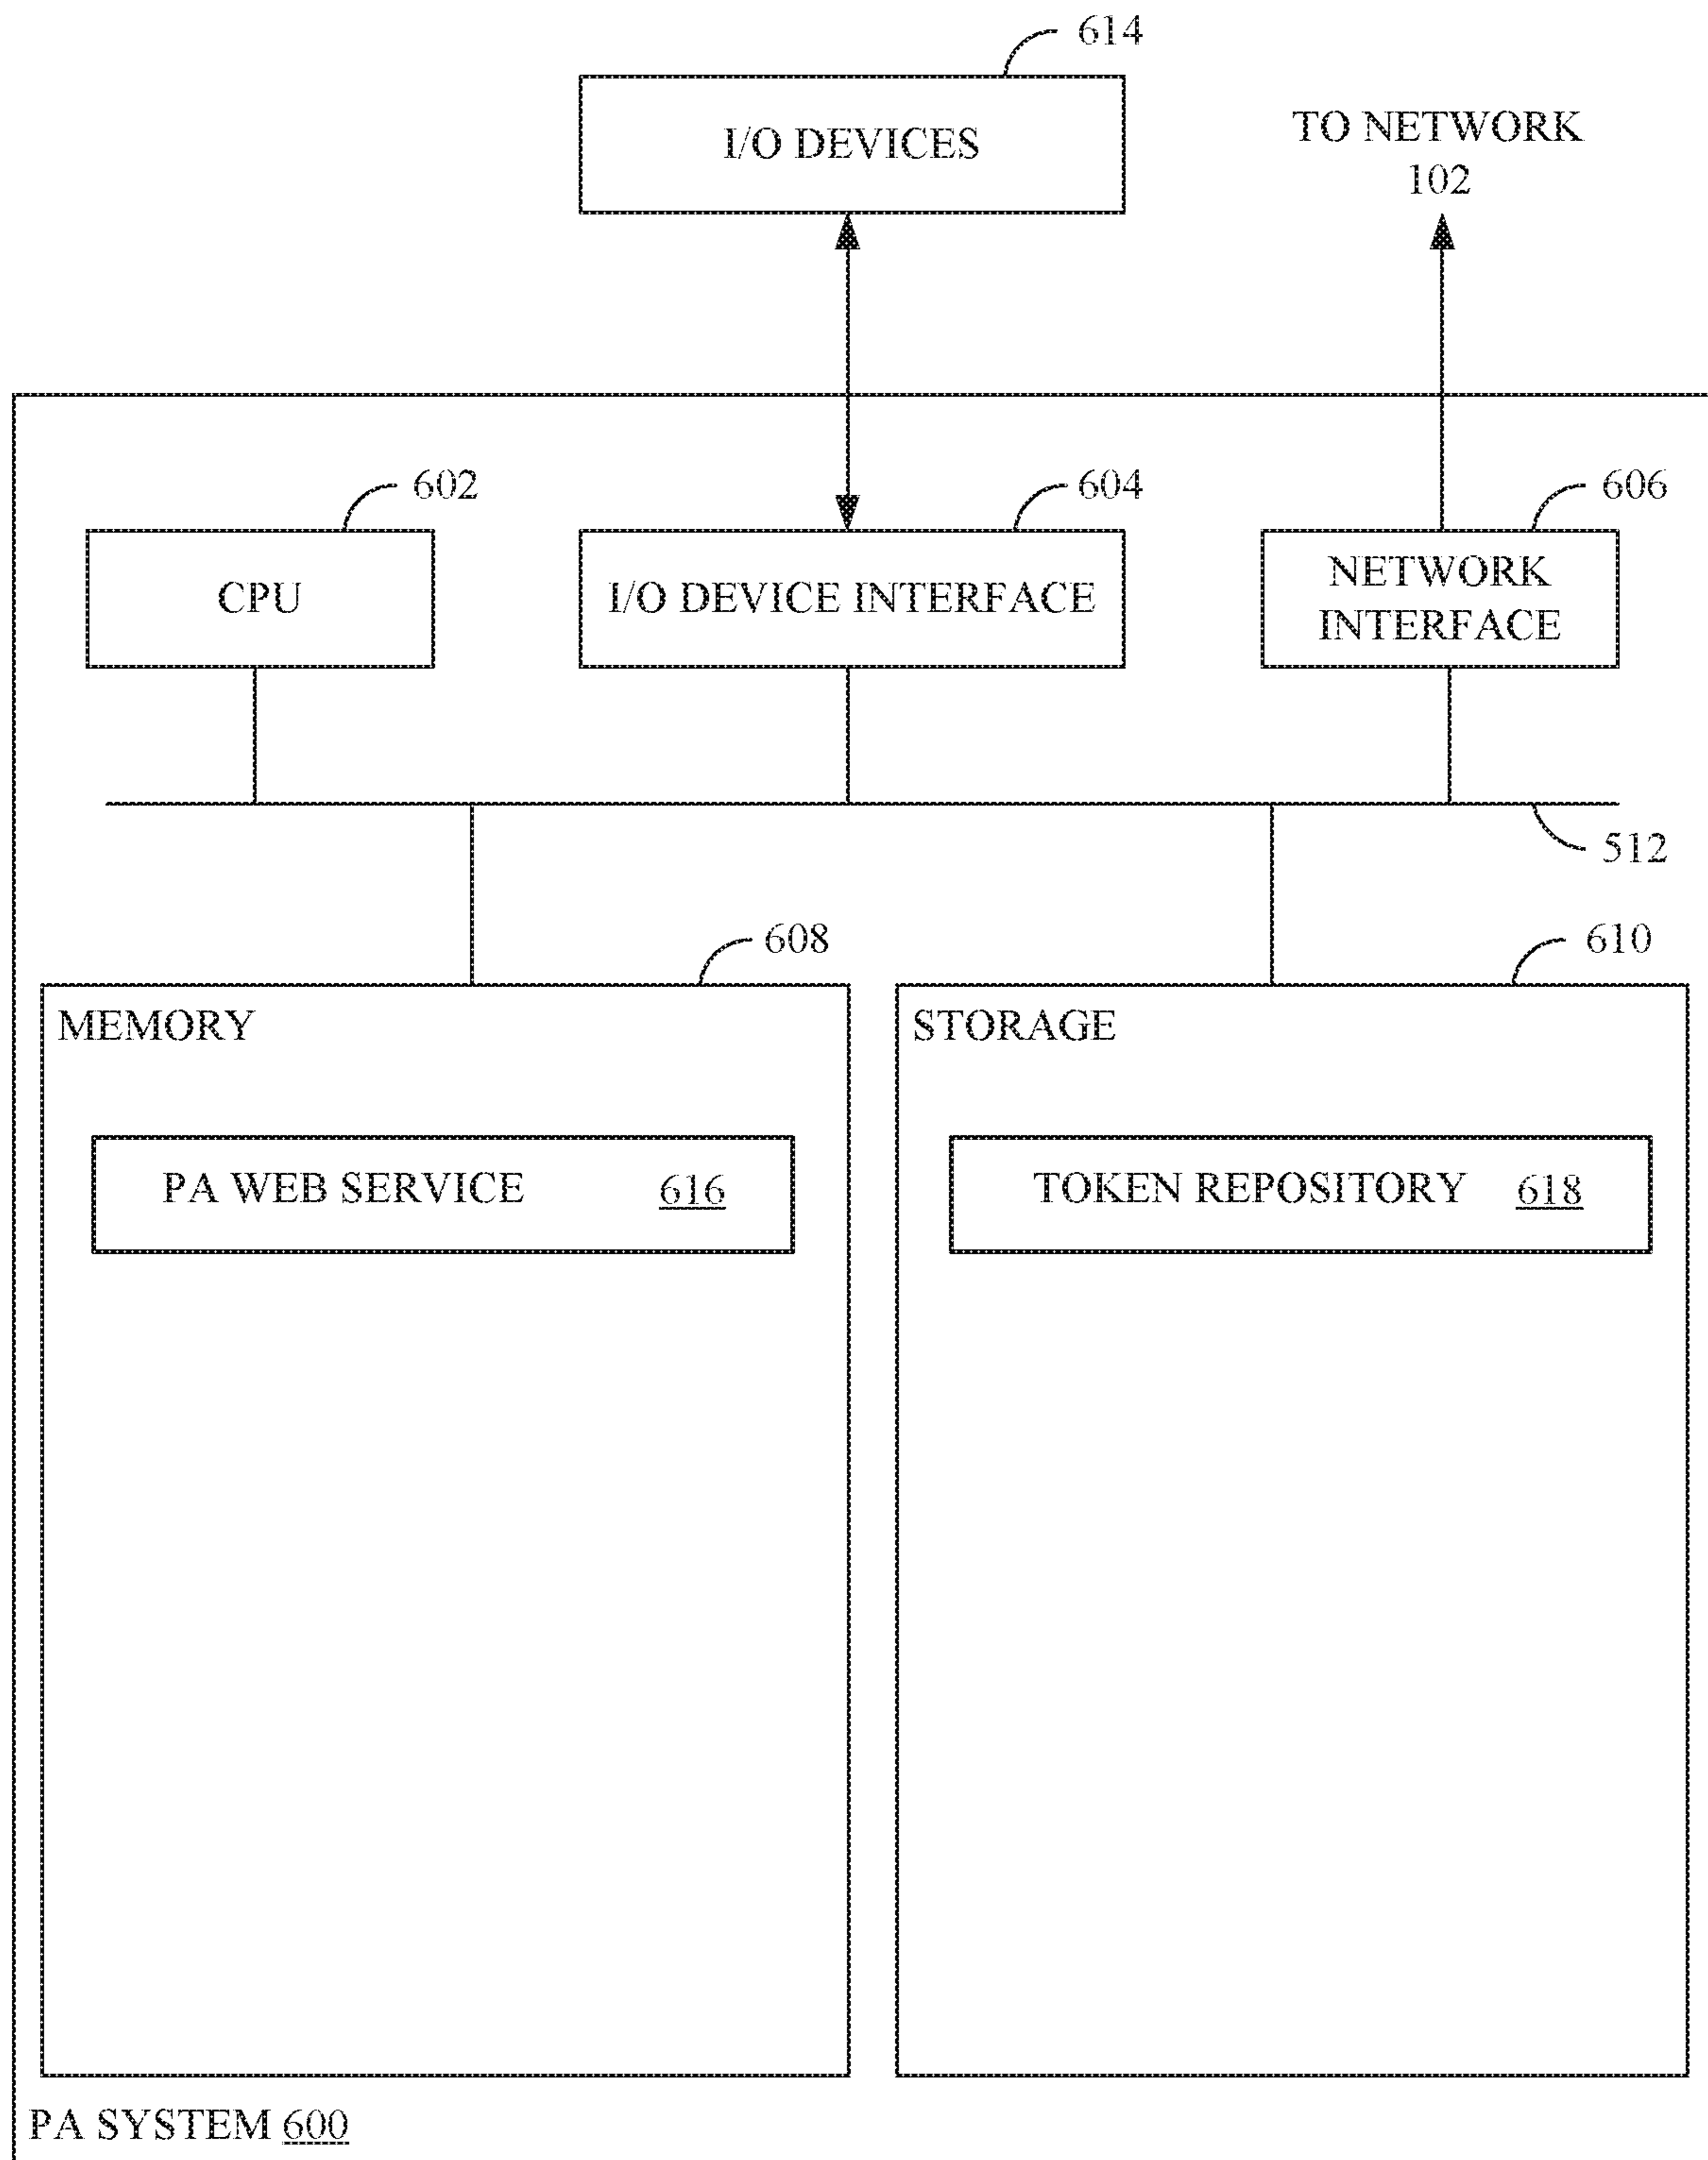 614
I/O DEVICES
TO NETWORK
102
602
604
606
CPU
I/O DEVICE INTERFACE
NETWORK
INTERFACE
512
608
610
MEMORY
STORAGE
PA WEB SERVICE 616
TOKEN REPOSITORY 618
PA SYSTEM 600